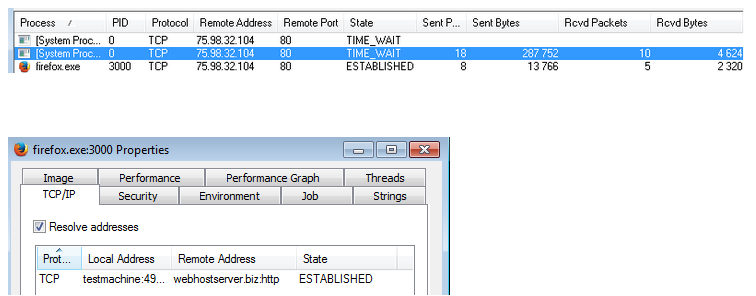 Process / PID Protocol Remote Address Remote Port State Sent P... Sent Bytes Rcvd Packets Rcvd Bytes
[System Proc... 0 TCP 75.98.32.104 80 TIME_WAIT
[System Proc... 0 TCP 75.98.32.104 80 TIME_WAIT 18 287 752 10 4 624
firefox.exe 3000 TCP 75.98.32.104 80 ESTABLISHED 8 13 766 5 2 320
firefox.exe:3000 Properties
Image Performance Performance Graph Threads
TCP/IP Security Environment Job Strings
Resolve addresses
Prot... Local Address Remote Address State
TCP testmachine:49... webhostserver.biz:http ESTABLISHED